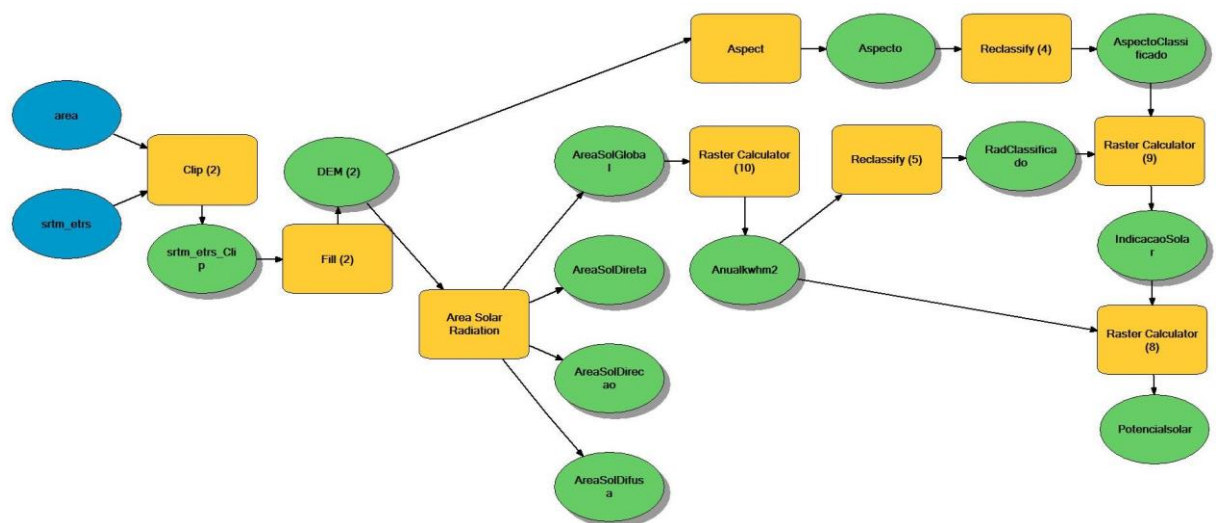 Aspect
Aspecto
Reclassify (4)
AspectoClassi
ficado
area
Clip (2)
srtm_etrs
srtm_etrs_Cli
p
DEM (2)
Fill (2)
AreaSolGloba
l
Raster Calculator
(10)
Reclassify (5)
RadClassifica
do
Raster Calculator
(9)
AreaSolDireta
Anualkwhm2
IndicacaoSola
r
Area Solar
Radiation
AreaSolDirec
ao
Raster Calculator
(8)
AreaSolDifus
a
Potencialsolar